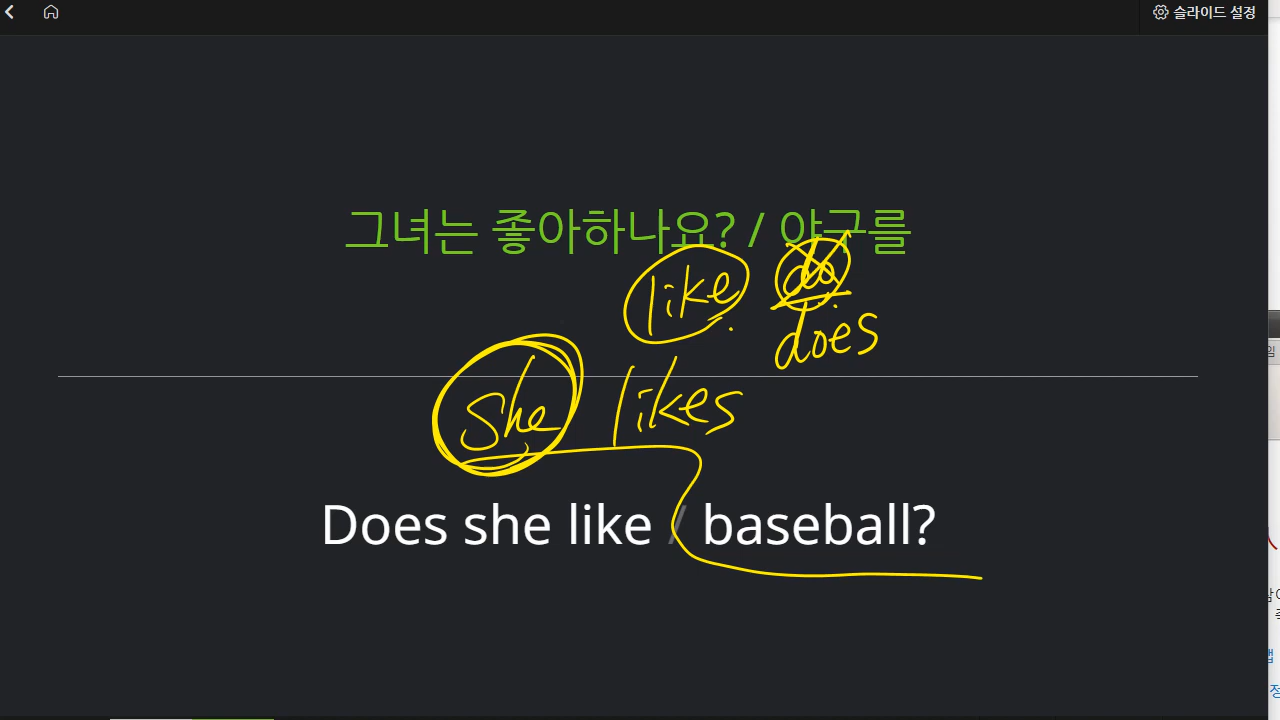 슬라이드 설정
그녀는 좋아하나요? / 야구를
like. do
does
She likes
Does she like / baseball?